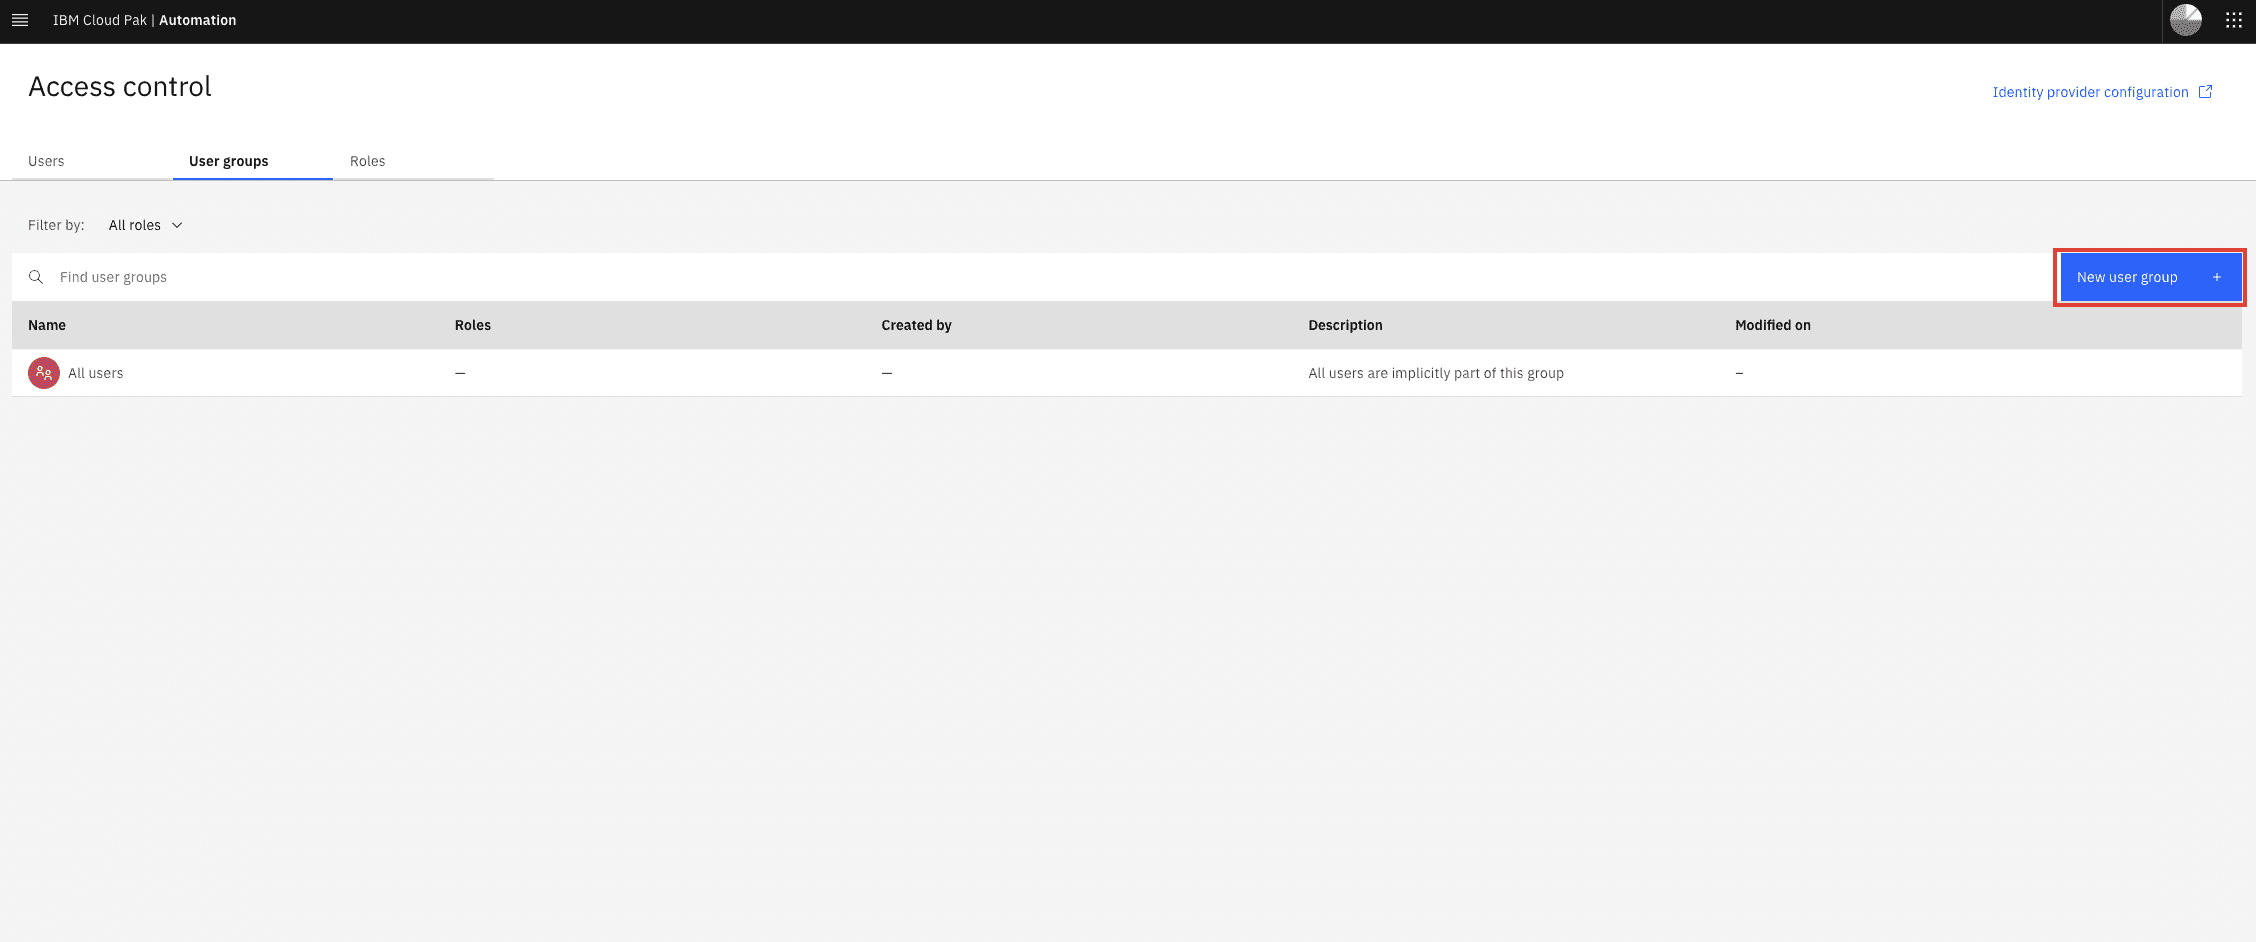 IBM Cloud Pak | Automation
Access control
Identity provider configuration
Users User groups Roles
Filter by: All roles
Find user groups
New user group +
Name Roles Created by Description Modified on
All users — — All users are implicitly part of this group –